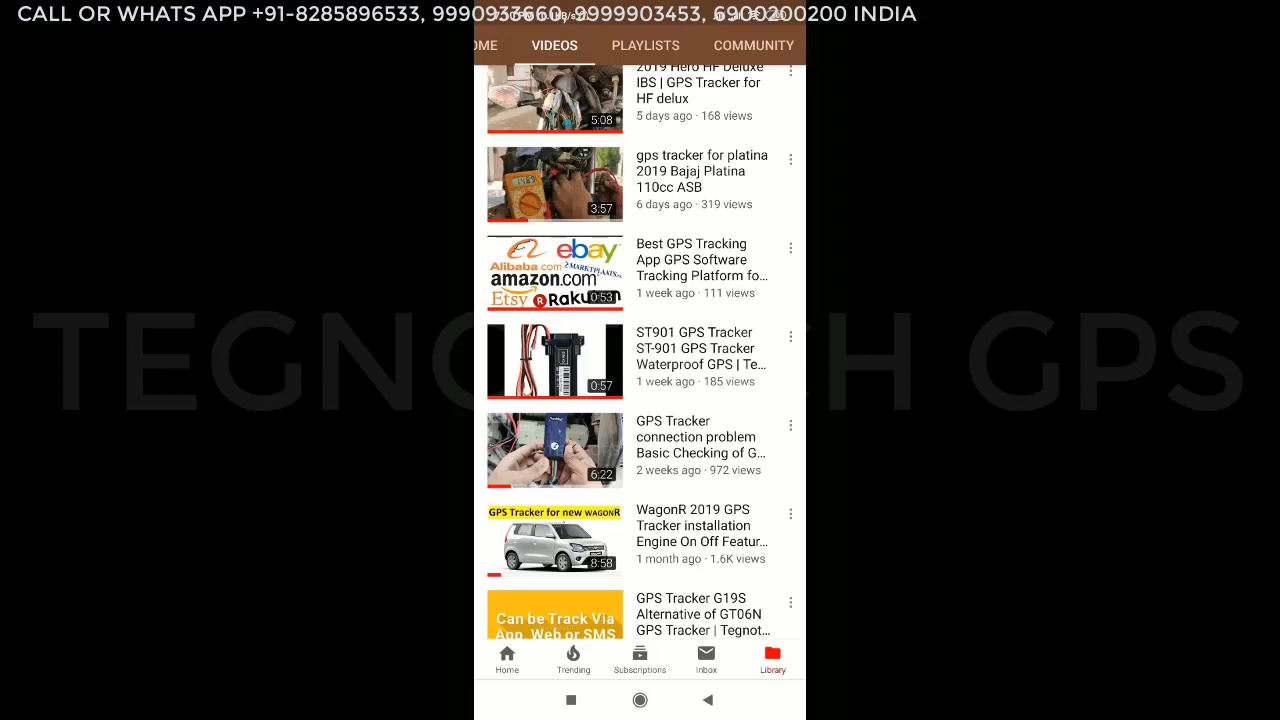 CALL OR WHATS APP +91-8285896533, 9990933660, 9999903453, 6900200200 INDIA
OME VIDEOS PLAYLISTS COMMUNITY
2019 Hero HF Deluxe
IBS | GPS Tracker for
HF delux
5:08
5 days ago · 168 views
gps tracker for platina
2019 Bajaj Platina
110cc ASB
3:57
6 days ago · 319 views
Best GPS Tracking
App GPS Software
Tracking Platform fo...
1 week ago · 111 views
ebay
Alibaba.com
amazon.com
Etsy Rakuten
0:53
ST901 GPS Tracker
ST-901 GPS Tracker
Waterproof GPS | Te...
0:57
1 week ago · 185 views
GPS Tracker
connection problem
Basic Checking of G...
6:22
2 weeks ago · 972 views
GPS Tracker for new WAGONR
WagonR 2019 GPS
Tracker installation
Engine On Off Featur...
8:58
1 month ago · 1.6K views
GPS Tracker G19S
Alternative of GT06N
GPS Tracker | Tegnot...
Can be Track Via
App, Web or SMS
Home Trending Subscriptions Inbox Library
TEGNO H GPS